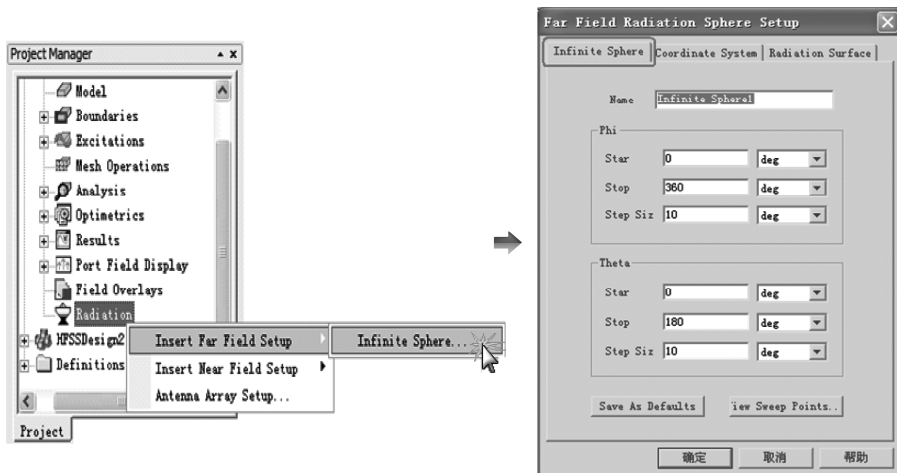 Project Manager
Model
Boundaries
Excitations
Mesh Operations
Analysis
Optimetrics
Results
Port Field Display
Field Overlays
Radiation
HFSSDesign2
Definitions
Project
Insert Far Field Setup
Insert Near Field Setup
Antenna Array Setup...
Infinite Sphere...
Far Field Radiation Sphere Setup
Infinite Sphere
Coordinate System
Radiation Surface
Name Infinite Sphere1
Phi
Star 0 deg
Stop 360 deg
Step Siz 10 deg
Theta
Star 0 deg
Stop 180 deg
Step Siz 10 deg
Save As Defaults
iew Sweep Points..
确定 取消 帮助